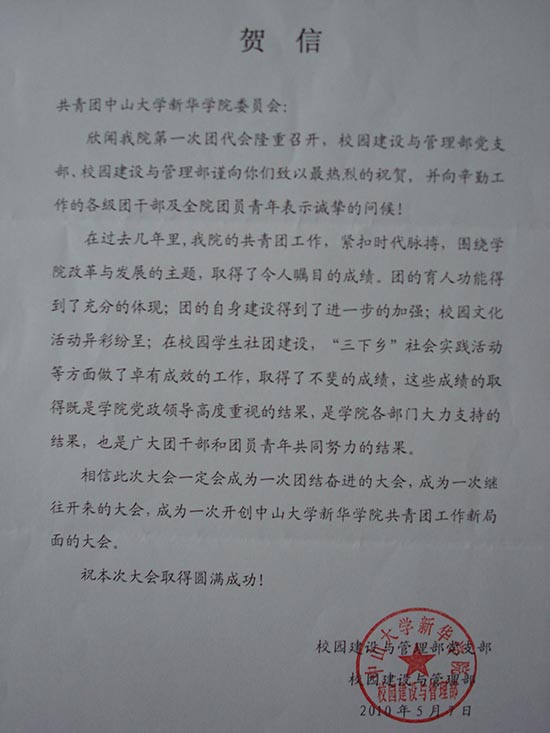 贺 信
共青团中山大学新华学院委员会：
欣闻我院第一次团代会隆重召开，校园建设与管理部党支
部、校园建设与管理部谨向你们致以最热烈的祝贺，并向辛勤工
作的各级团干部及全院团员青年表示诚挚的问候！
在过去几年里，我院的共青团工作，紧扣时代脉搏，围绕学
院改革与发展的主题，取得了令人瞩目的成绩。团的育人功能得
到了充分的体现；团的自身建设得到了进一步的加强；校园文化
活动异彩纷呈；在校园学生社团建设，“三下乡”社会实践活动
等方面做了卓有成效的工作，取得了不斐的成绩，这些成绩的取
得既是学院党政领导高度重视的结果，是学院各部门大力支持的
结果，也是广大团干部和团员青年共同努力的结果。
相信此次大会一定会成为一次团结奋进的大会，成为一次继
往开来的大会，成为一次开创中山大学新华学院共青团工作新局
面的大会。
祝本次大会取得圆满成功！
校园建设与管理部党支部
校园建设与管理部
2010年5月7日
中山大学新华学院
校园建设与管理部